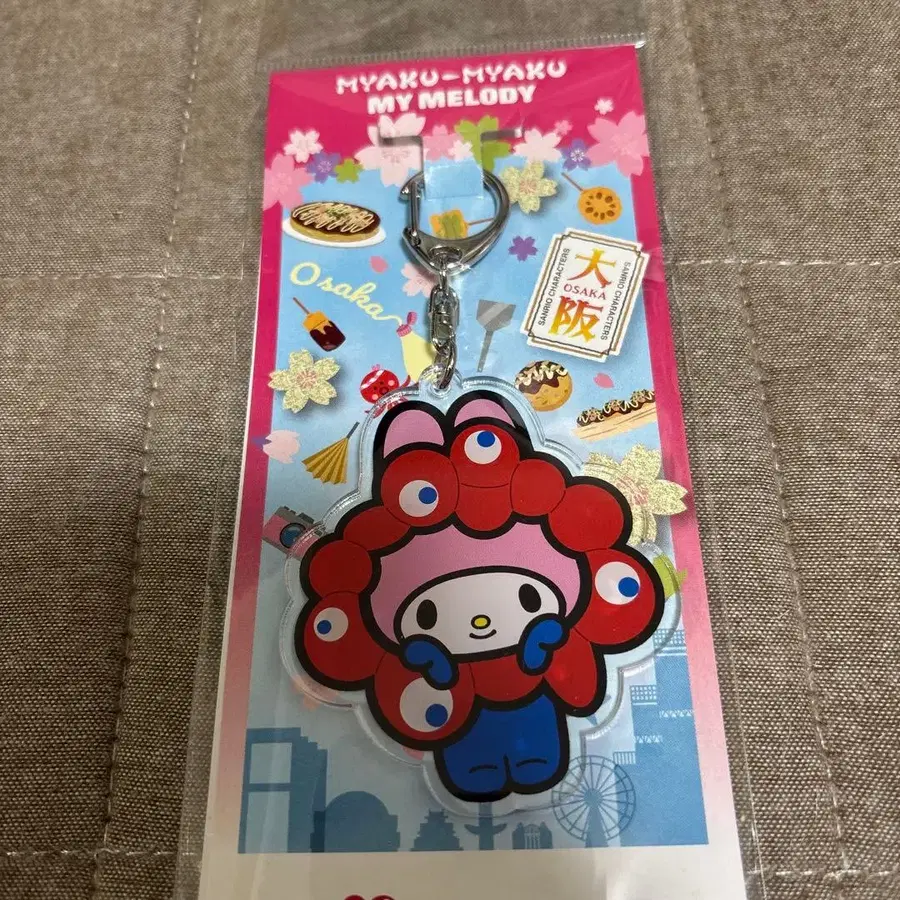 MYAKU-MYAKU
MY MELODY
Osaka
SANRIO CHARACTERS
大
OSAKA
阪
SANRIO CHARACTERS